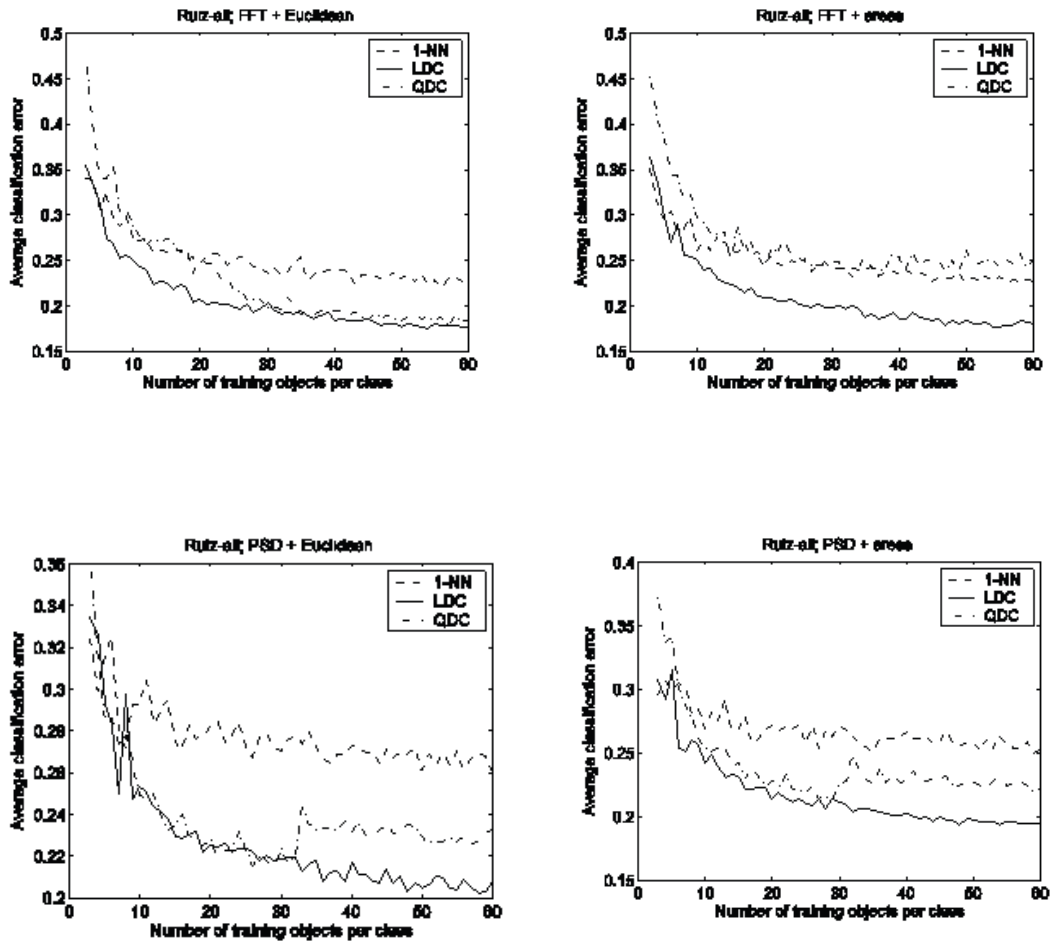 Ruiz-all; FFT + Euclidean
0.5
0.45
0.4
0.35
0.3
0.25
0.2
0.15
Average classification error
1-NN
LDC
QDC
0 10 20 30 40 50 60
Number of training objects per class
Ruiz-all; FFT + areas
0.5
0.45
0.4
0.35
0.3
0.25
0.2
0.15
Average classification error
1-NN
LDC
QDC
0 10 20 30 40 50 60
Number of training objects per class
Ruiz-all; PSD + Euclidean
0.36
0.34
0.32
0.3
0.28
0.26
0.24
0.22
0.2
Average classification error
1-NN
LDC
QDC
0 10 20 30 40 50 60
Number of training objects per class
Ruiz-all; PSD + areas
0.4
0.35
0.3
0.25
0.2
0.15
Average classification error
1-NN
LDC
QDC
0 10 20 30 40 50 60
Number of training objects per class